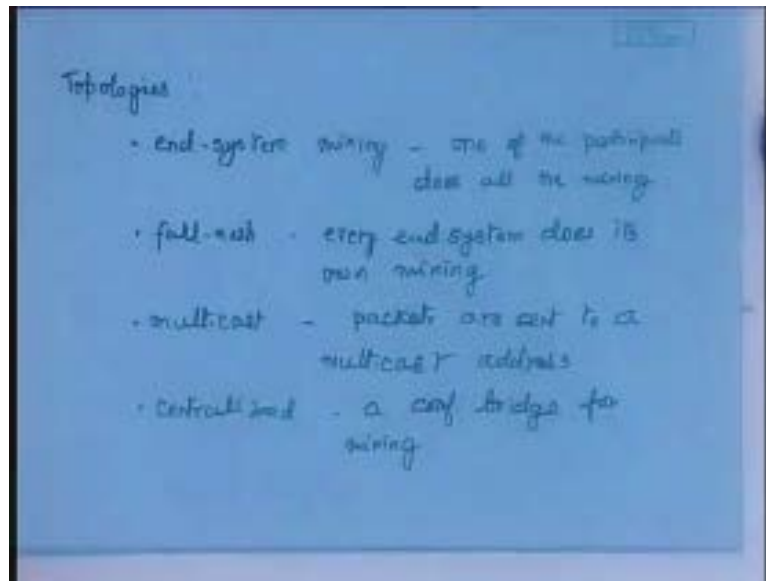 Topologies
• end-system mixing - one of the participants
does all the mixing
• full-mesh - every end system does its
own mixing
• multicast - packets are sent to a
multicast address
• centralized - a conf bridge for
mixing